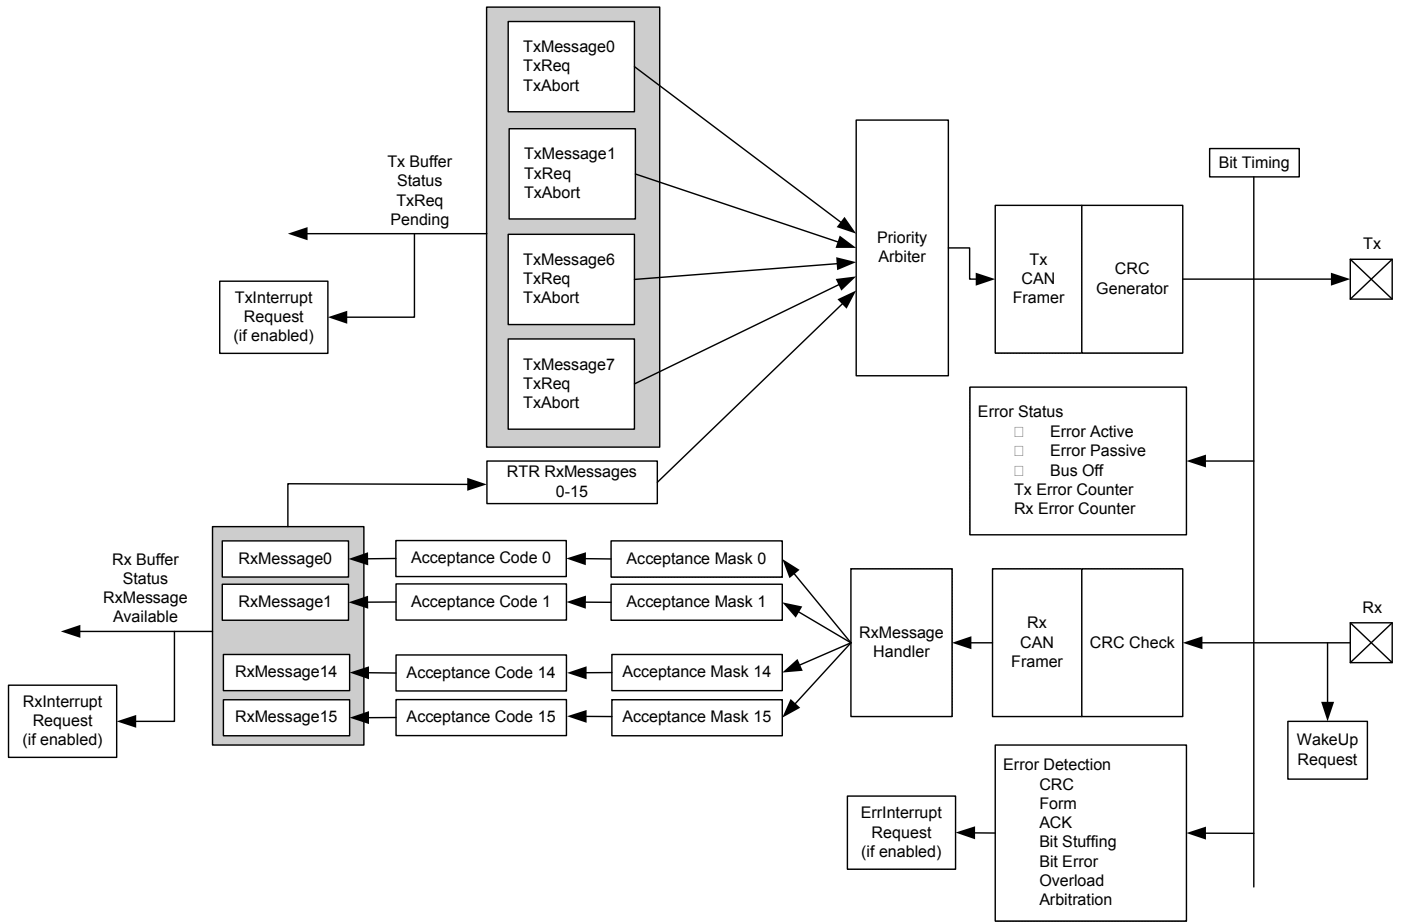 TxMessage0
TxReq
TxAbort
TxMessage1
TxReq
TxAbort
TxMessage6
TxReq
TxAbort
TxMessage7
TxReq
TxAbort
Tx Buffer
Status
TxReq
Pending
TxInterrupt
Request
(if enabled)
Priority
Arbiter
Tx
CAN
Framer
CRC
Generator
Bit Timing
Tx
Error Status
Error Active
Error Passive
Bus Off
Tx Error Counter
Rx Error Counter
RTR RxMessages
0-15
Rx Buffer
Status
RxMessage
Available
RxInterrupt
Request
(if enabled)
RxMessage0
Acceptance Code 0
Acceptance Mask 0
RxMessage1
Acceptance Code 1
Acceptance Mask 1
RxMessage14
Acceptance Code 14
Acceptance Mask 14
RxMessage15
Acceptance Code 15
Acceptance Mask 15
RxMessage
Handler
Rx
CAN
Framer
CRC Check
Rx
WakeUp
Request
ErrInterrupt
Request
(if enabled)
Error Detection
CRC
Form
ACK
Bit Stuffing
Bit Error
Overload
Arbitration